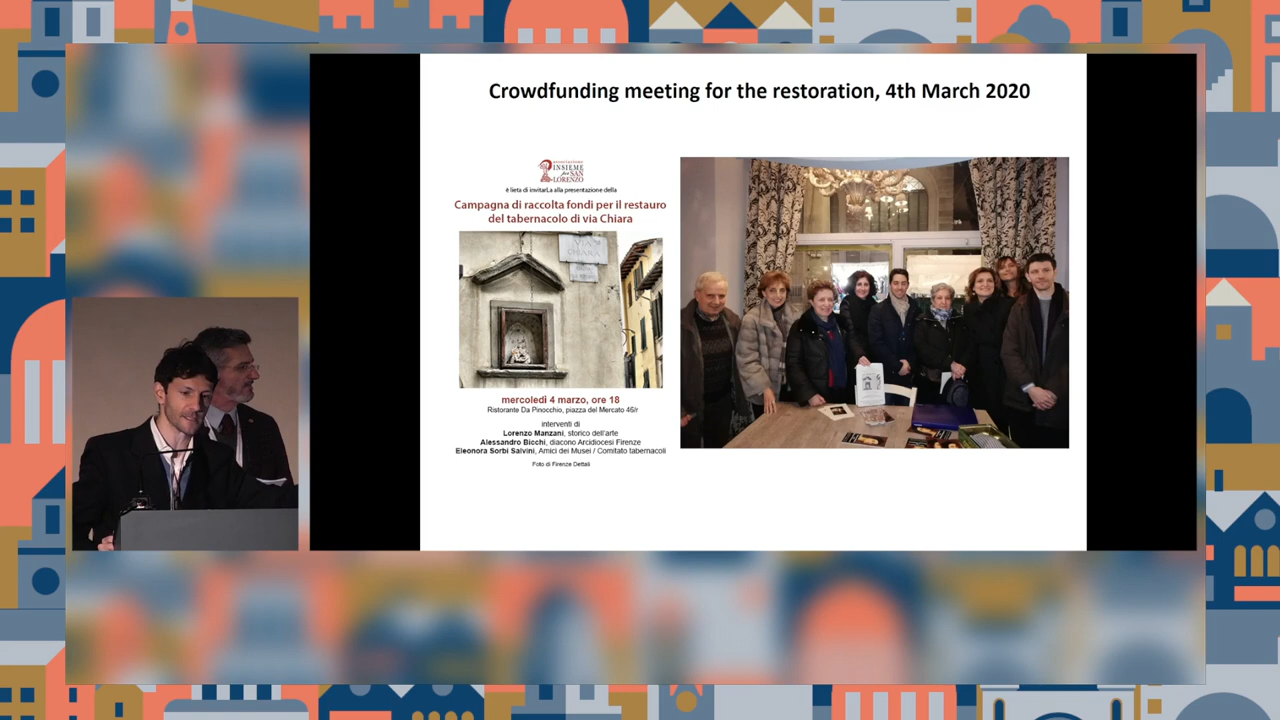 Crowdfunding meeting for the restoration, 4th March 2020
ASSOCIAZIONE
INSIEME
per SAN
LORENZO
è lieta di invitarLa alla presentazione della
Campagna di raccolta fondi per il restauro
del tabernacolo di via Chiara
VIA
CHIARA
mercoledì 4 marzo, ore 18
Ristorante Da Pinocchio, piazza del Mercato 46/r
interventi di
Lorenzo Manzani, storico dell'arte
Alessandro Bicchi, diacono Arcidiocesi Firenze
Eleonora Sorbi Salvini, Amici dei Musei / Comitato tabernacoli
Foto di Firenze Dettali